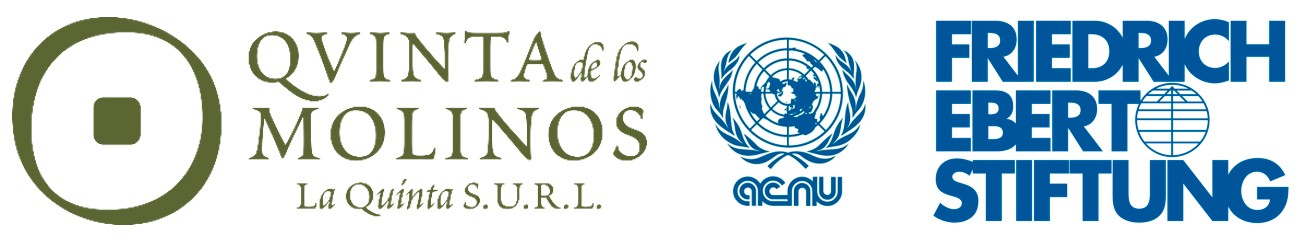 QVINTA de los
MOLINOS
La Quinta S.U.R.L.
acnu
FRIEDRICH
EBERT
STIFTUNG